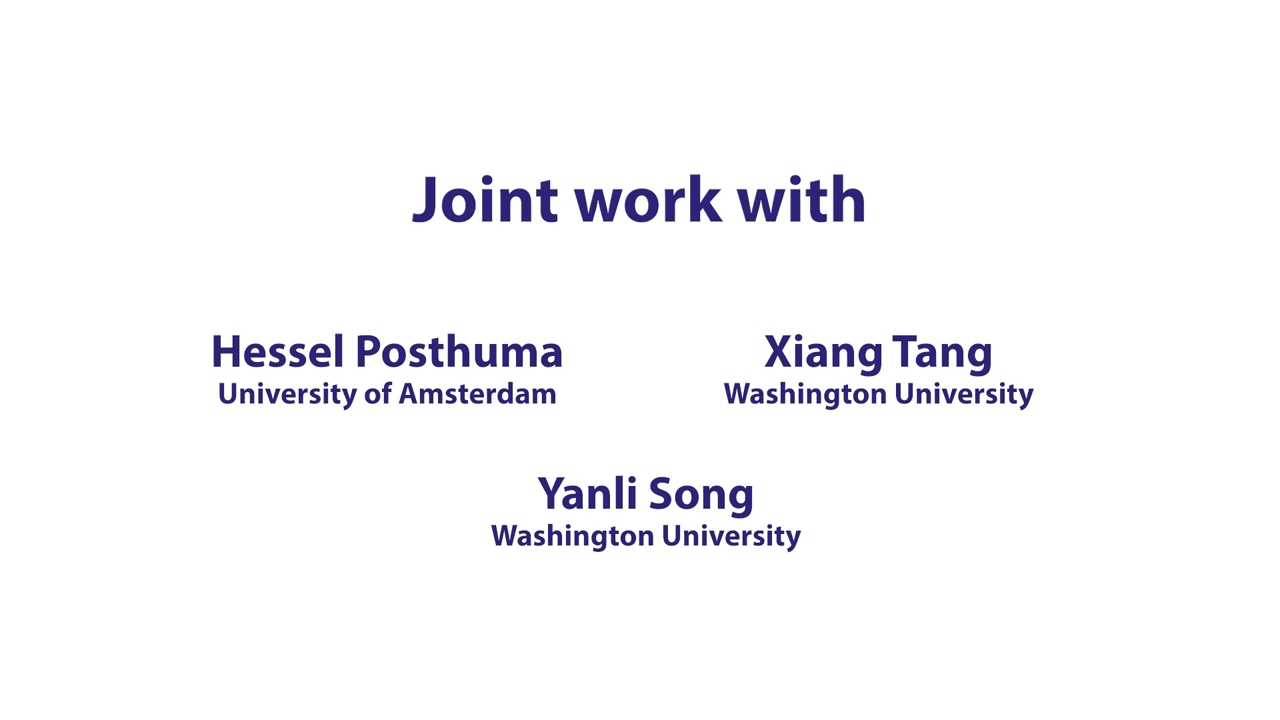 Joint work with
Hessel Posthuma
University of Amsterdam
Xiang Tang
Washington University
Yanli Song
Washington University